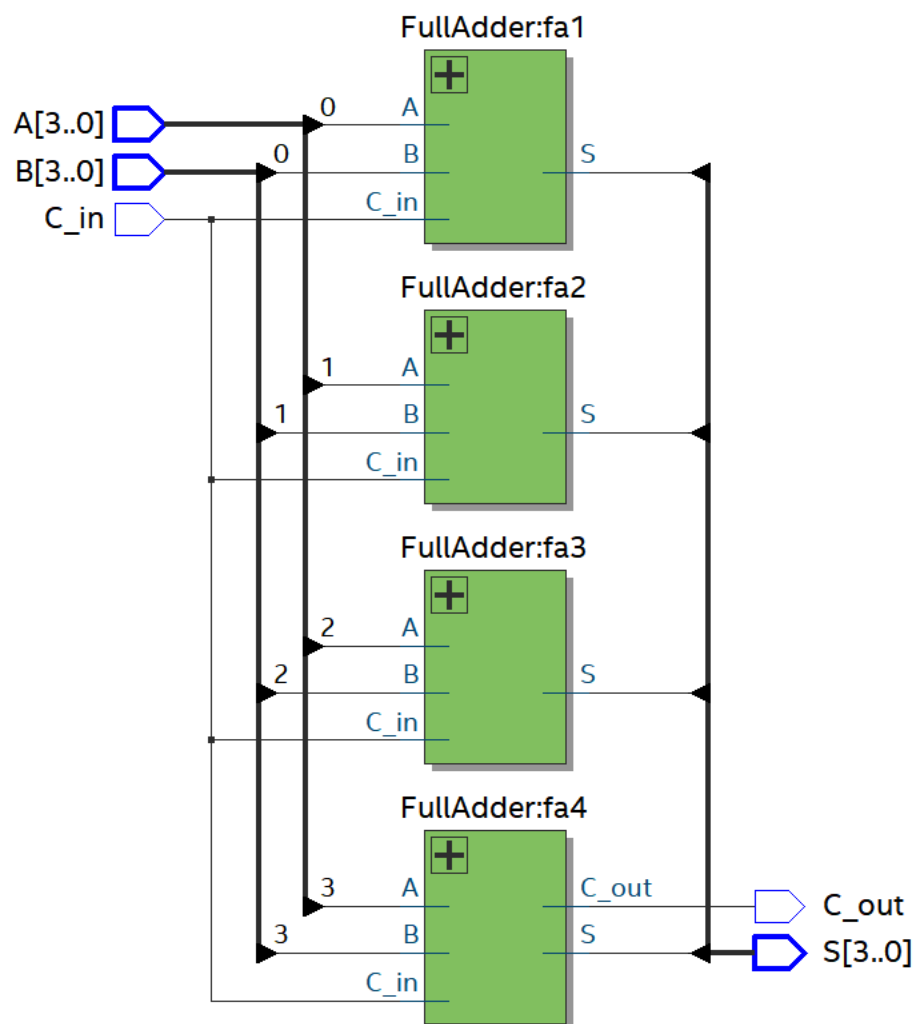 FullAdder:fa1
A[3..0]
0
A
B[3..0]
0
B
S
C_in
C_in
FullAdder:fa2
1
A
1
B
S
C_in
FullAdder:fa3
2
A
2
B
S
C_in
FullAdder:fa4
3
A
C_out
C_out
3
B
S
S[3..0]
C_in